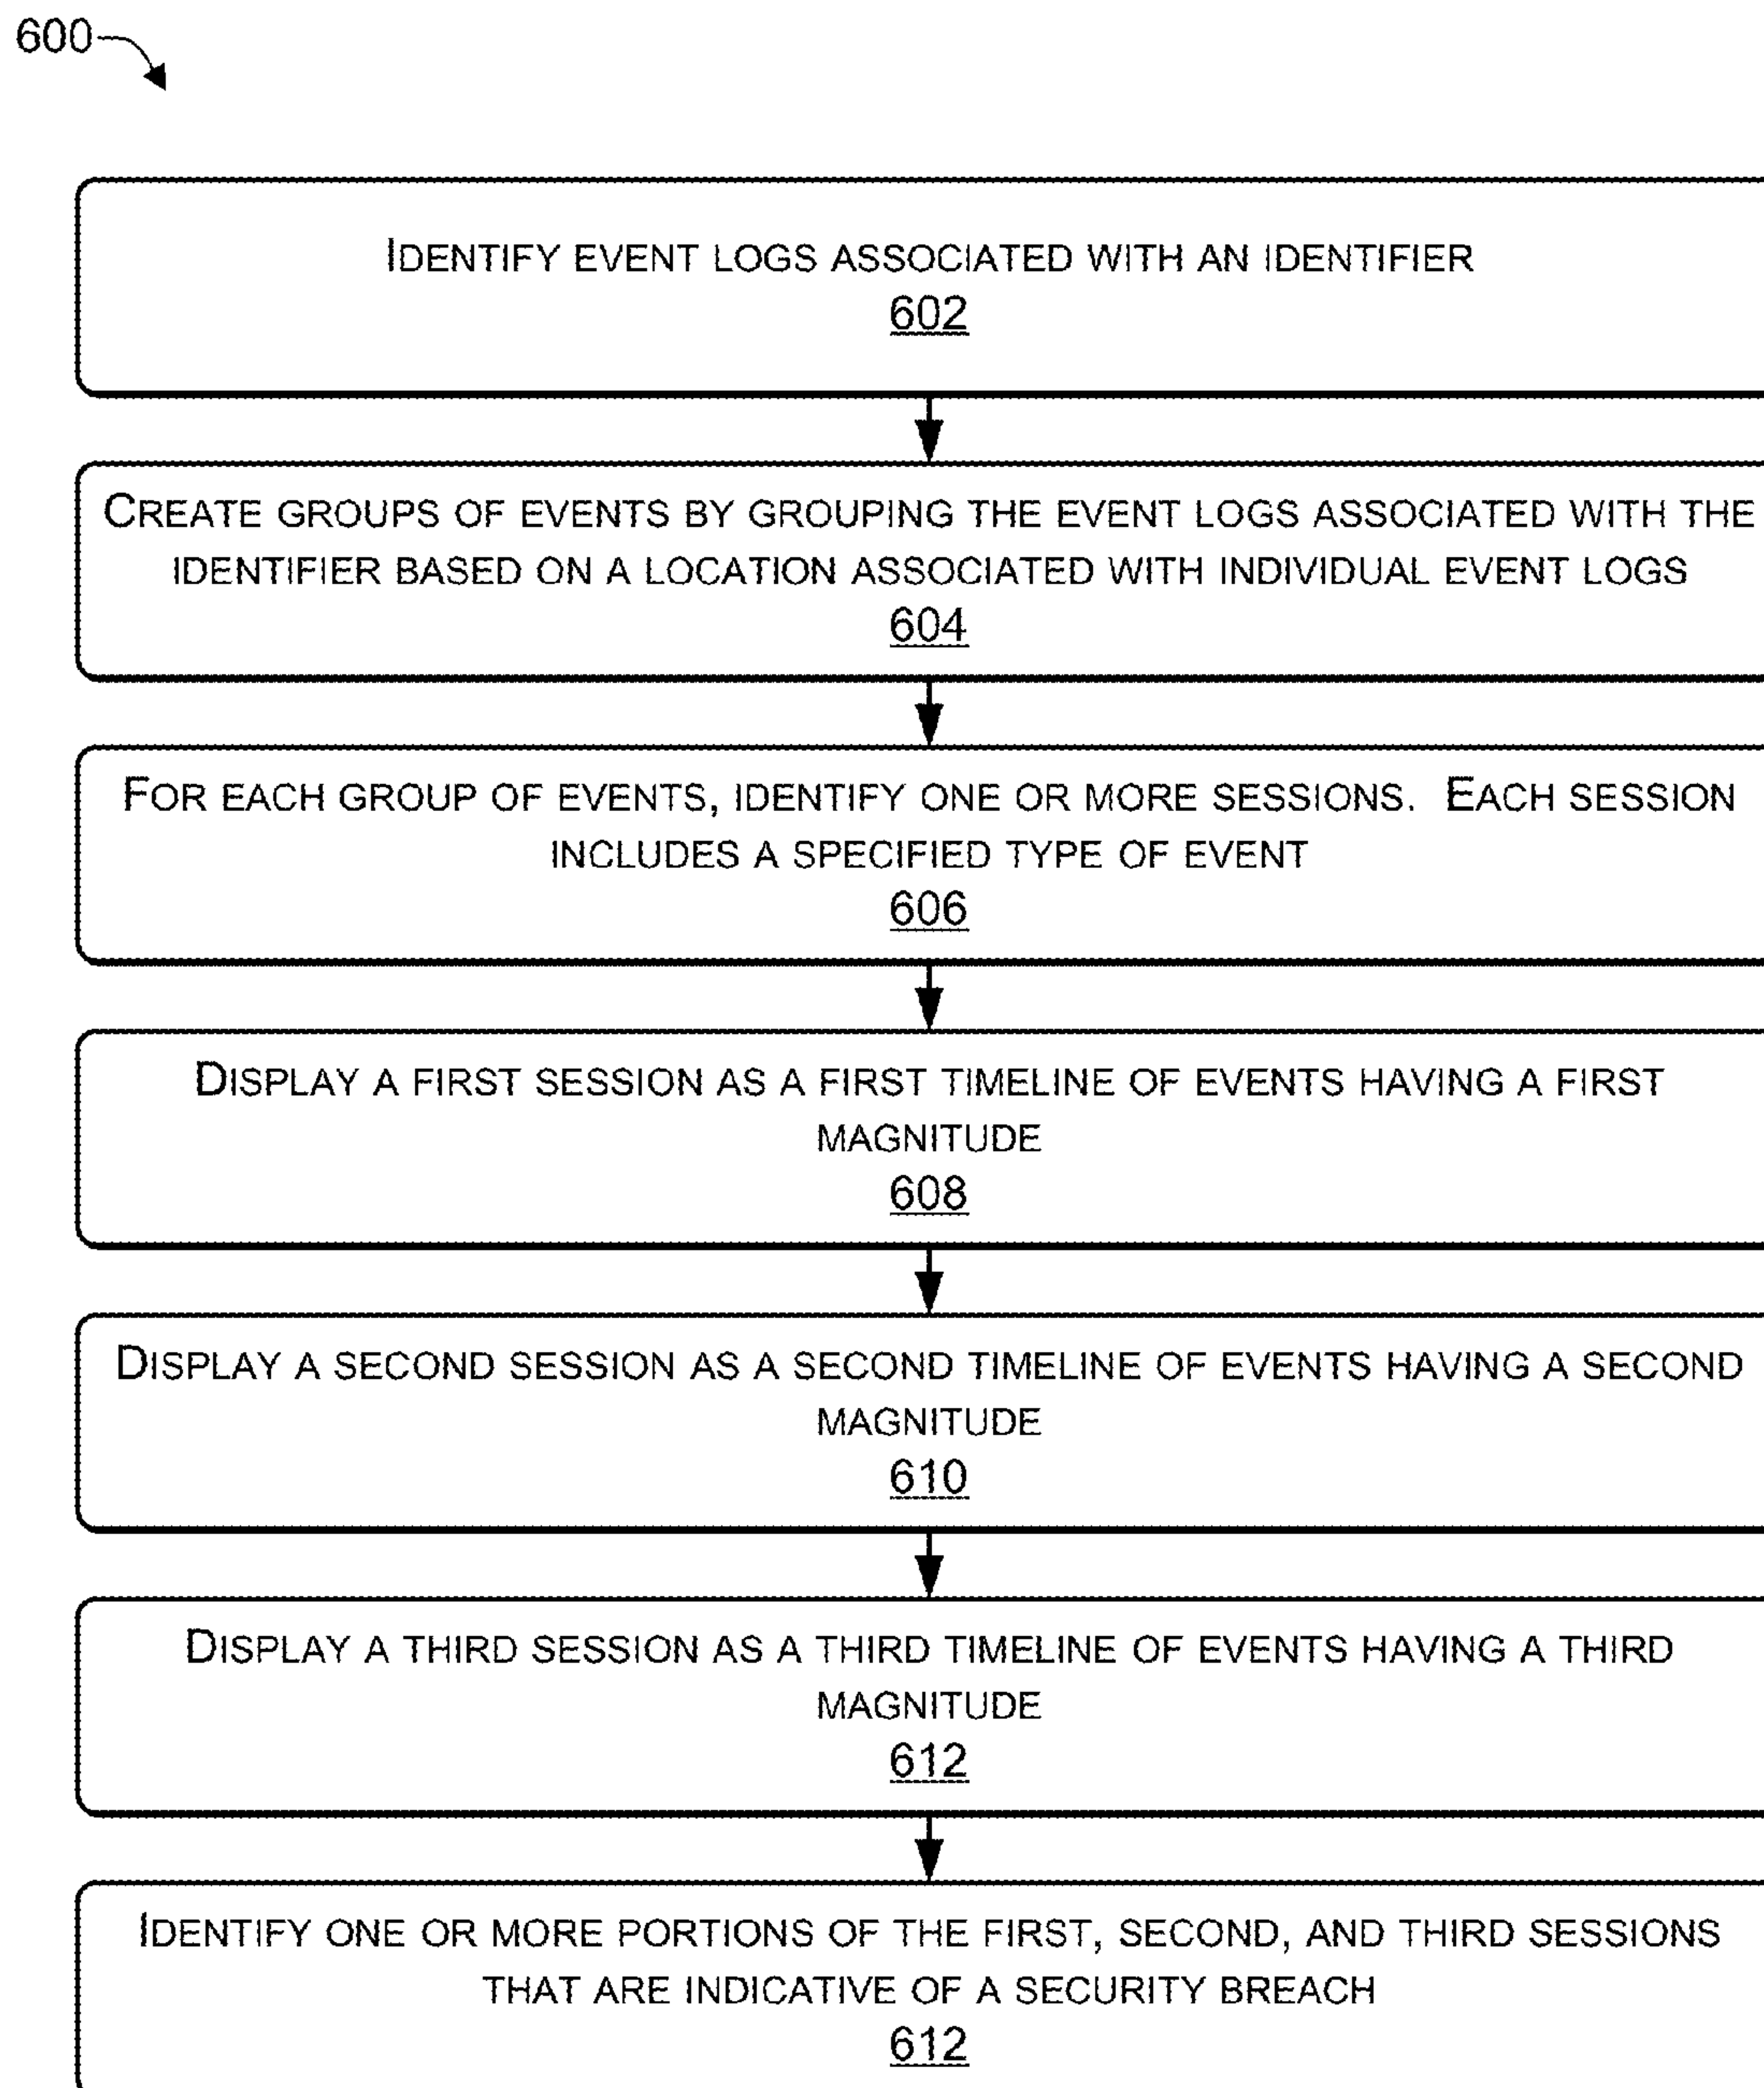 600
IDENTIFY EVENT LOGS ASSOCIATED WITH AN IDENTIFIER
602
CREATE GROUPS OF EVENTS BY GROUPING THE EVENT LOGS ASSOCIATED WITH THE
IDENTIFIER BASED ON A LOCATION ASSOCIATED WITH INDIVIDUAL EVENT LOGS
604
FOR EACH GROUP OF EVENTS, IDENTIFY ONE OR MORE SESSIONS. EACH SESSION
INCLUDES A SPECIFIED TYPE OF EVENT
606
DISPLAY A FIRST SESSION AS A FIRST TIMELINE OF EVENTS HAVING A FIRST
MAGNITUDE
608
DISPLAY A SECOND SESSION AS A SECOND TIMELINE OF EVENTS HAVING A SECOND
MAGNITUDE
610
DISPLAY A THIRD SESSION AS A THIRD TIMELINE OF EVENTS HAVING A THIRD
MAGNITUDE
612
IDENTIFY ONE OR MORE PORTIONS OF THE FIRST, SECOND, AND THIRD SESSIONS
THAT ARE INDICATIVE OF A SECURITY BREACH
612